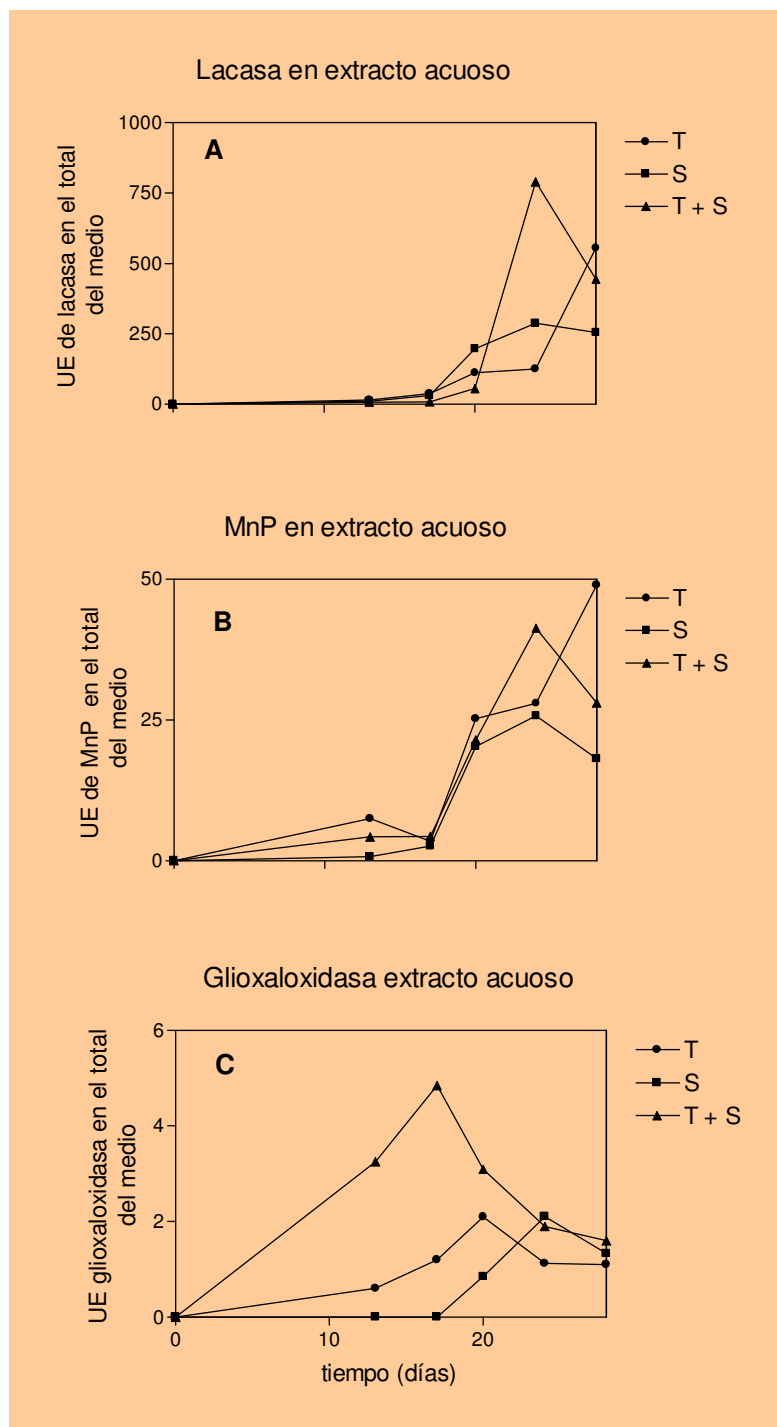 Lacasa en extracto acuoso
A
UE de lacasa en el total
del medio
1000
750
500
250
0
T
S
T + S
MnP en extracto acuoso
B
UE de MnP en el total
del medio
50
25
0
T
S
T + S
Glioxaloxidasa extracto acuoso
C
UE glioxaloxidasa en el total
del medio
6
4
2
0
T
S
T + S
0 10 20
tiempo (días)